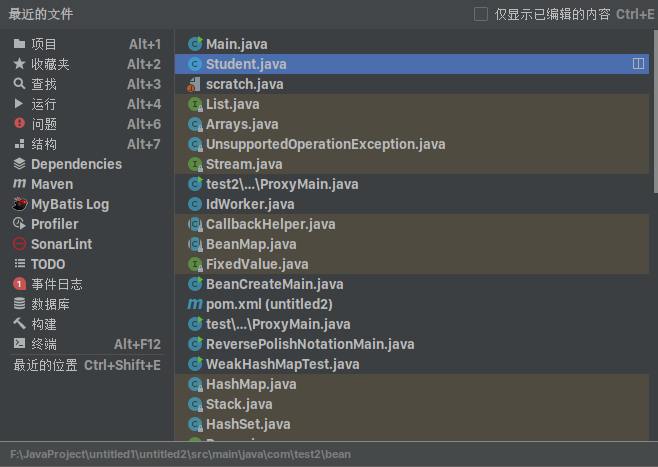 最近的文件
仅显示已编辑的内容 Ctrl+E
项目 Alt+1
收藏夹 Alt+2
查找 Alt+3
运行 Alt+4
问题 Alt+6
结构 Alt+7
Dependencies
Maven
MyBatis Log
Profiler
SonarLint
TODO
事件日志
数据库
构建
终端 Alt+F12
最近的位置 Ctrl+Shift+E
Main.java
Student.java
scratch.java
List.java
Arrays.java
UnsupportedOperationException.java
Stream.java
test2\...\ProxyMain.java
IdWorker.java
CallbackHelper.java
BeanMap.java
FixedValue.java
BeanCreateMain.java
pom.xml (untitled2)
test\...\ProxyMain.java
ReversePolishNotationMain.java
WeakHashMapTest.java
HashMap.java
Stack.java
HashSet.java
F:\JavaProject\untitled1\untitled2\src\main\java\com\test2\bean